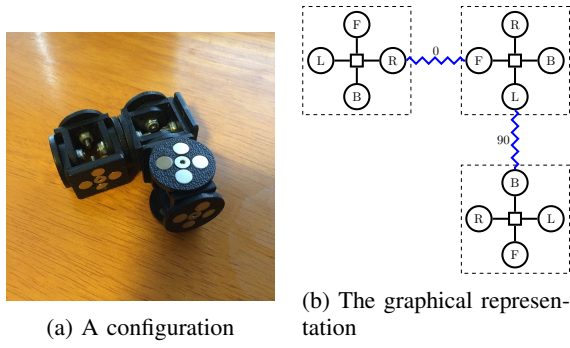 F
L
R
B
0
R
F
B
L
90
B
R
L
F
(a) A configuration
(b) The graphical represen-
tation